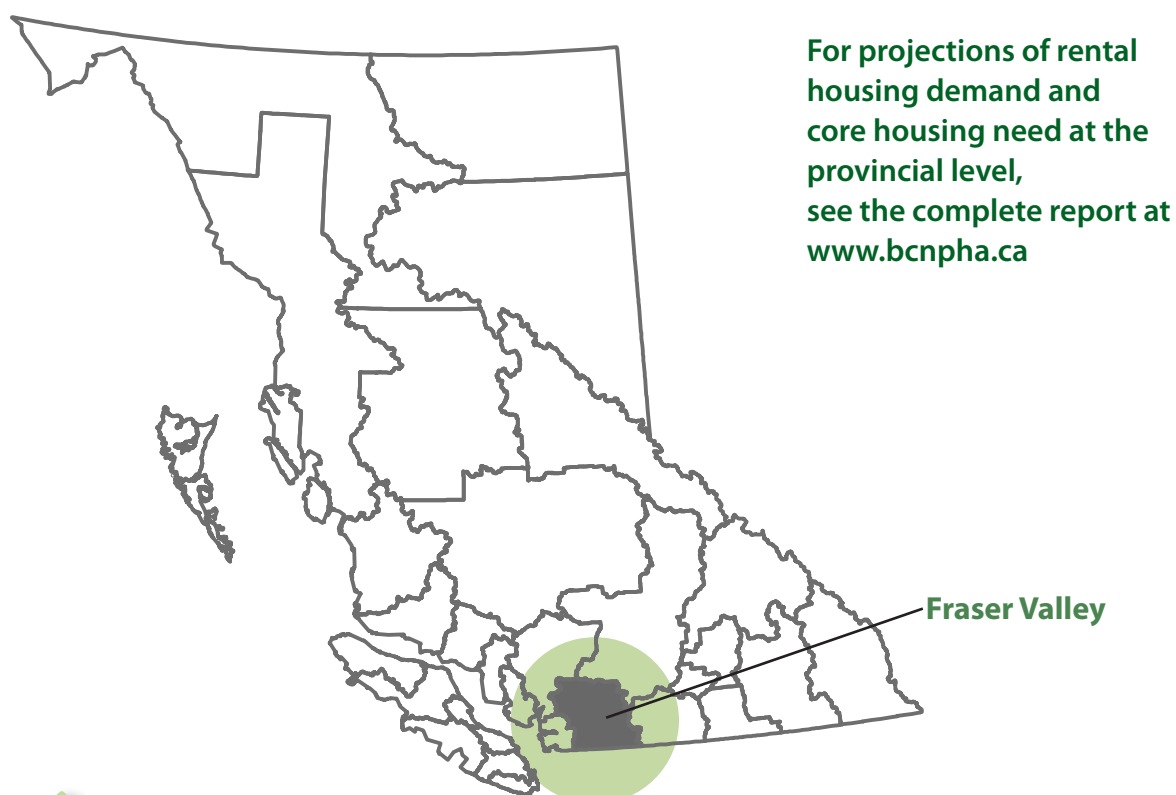 For projections of rental
housing demand and
core housing need at the
provincial level,
see the complete report at
www.bcnpha.ca
Fraser Valley